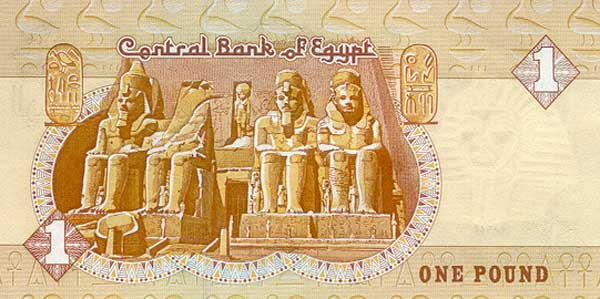 Central Bank of Egypt
1
1
ONE POUND